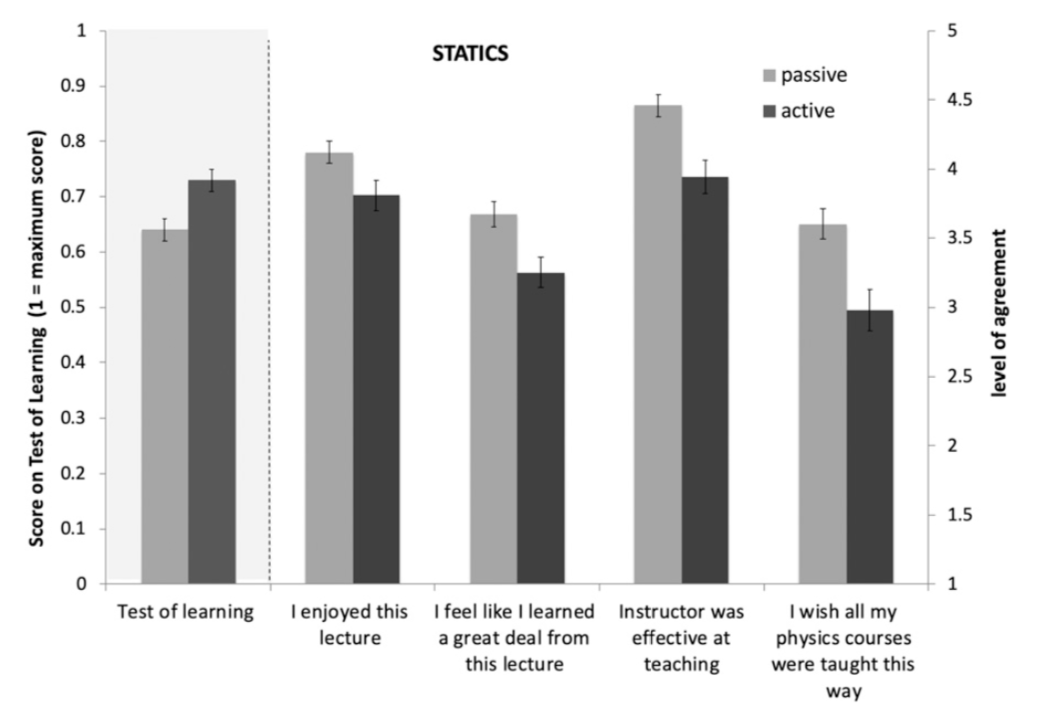 STATICS
passive
active
Score on Test of Learning (1 = maximum score)
1
0.9
0.8
0.7
0.6
0.5
0.4
0.3
0.2
0.1
0
5
4.5
4
3.5
3
2.5
2
1.5
1
level of agreement
Test of learning
I enjoyed this
lecture
I feel like I learned
a great deal from
this lecture
Instructor was
effective at
teaching
I wish all my
physics courses
were taught this
way